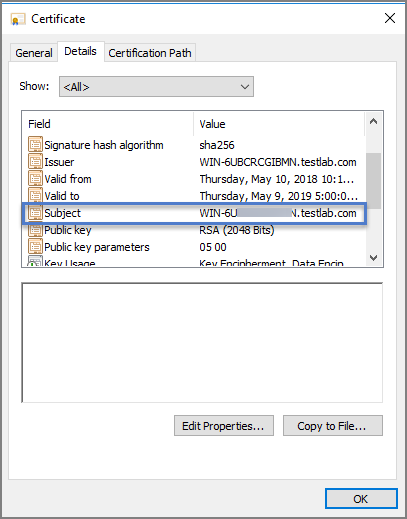 Certificate
General Details Certification Path
Show: <All>
Field Value
Signature hash algorithm sha256
Issuer WIN-6UBCRCGIBMN.testlab.com
Valid from Thursday, May 10, 2018 10:1...
Valid to Thursday, May 9, 2019 5:00:0...
Subject WIN-6U N.testlab.com
Public key RSA (2048 Bits)
Public key parameters 05 00
Key Usage Key Encipherment, Data Encip...
Edit Properties... Copy to File...
OK